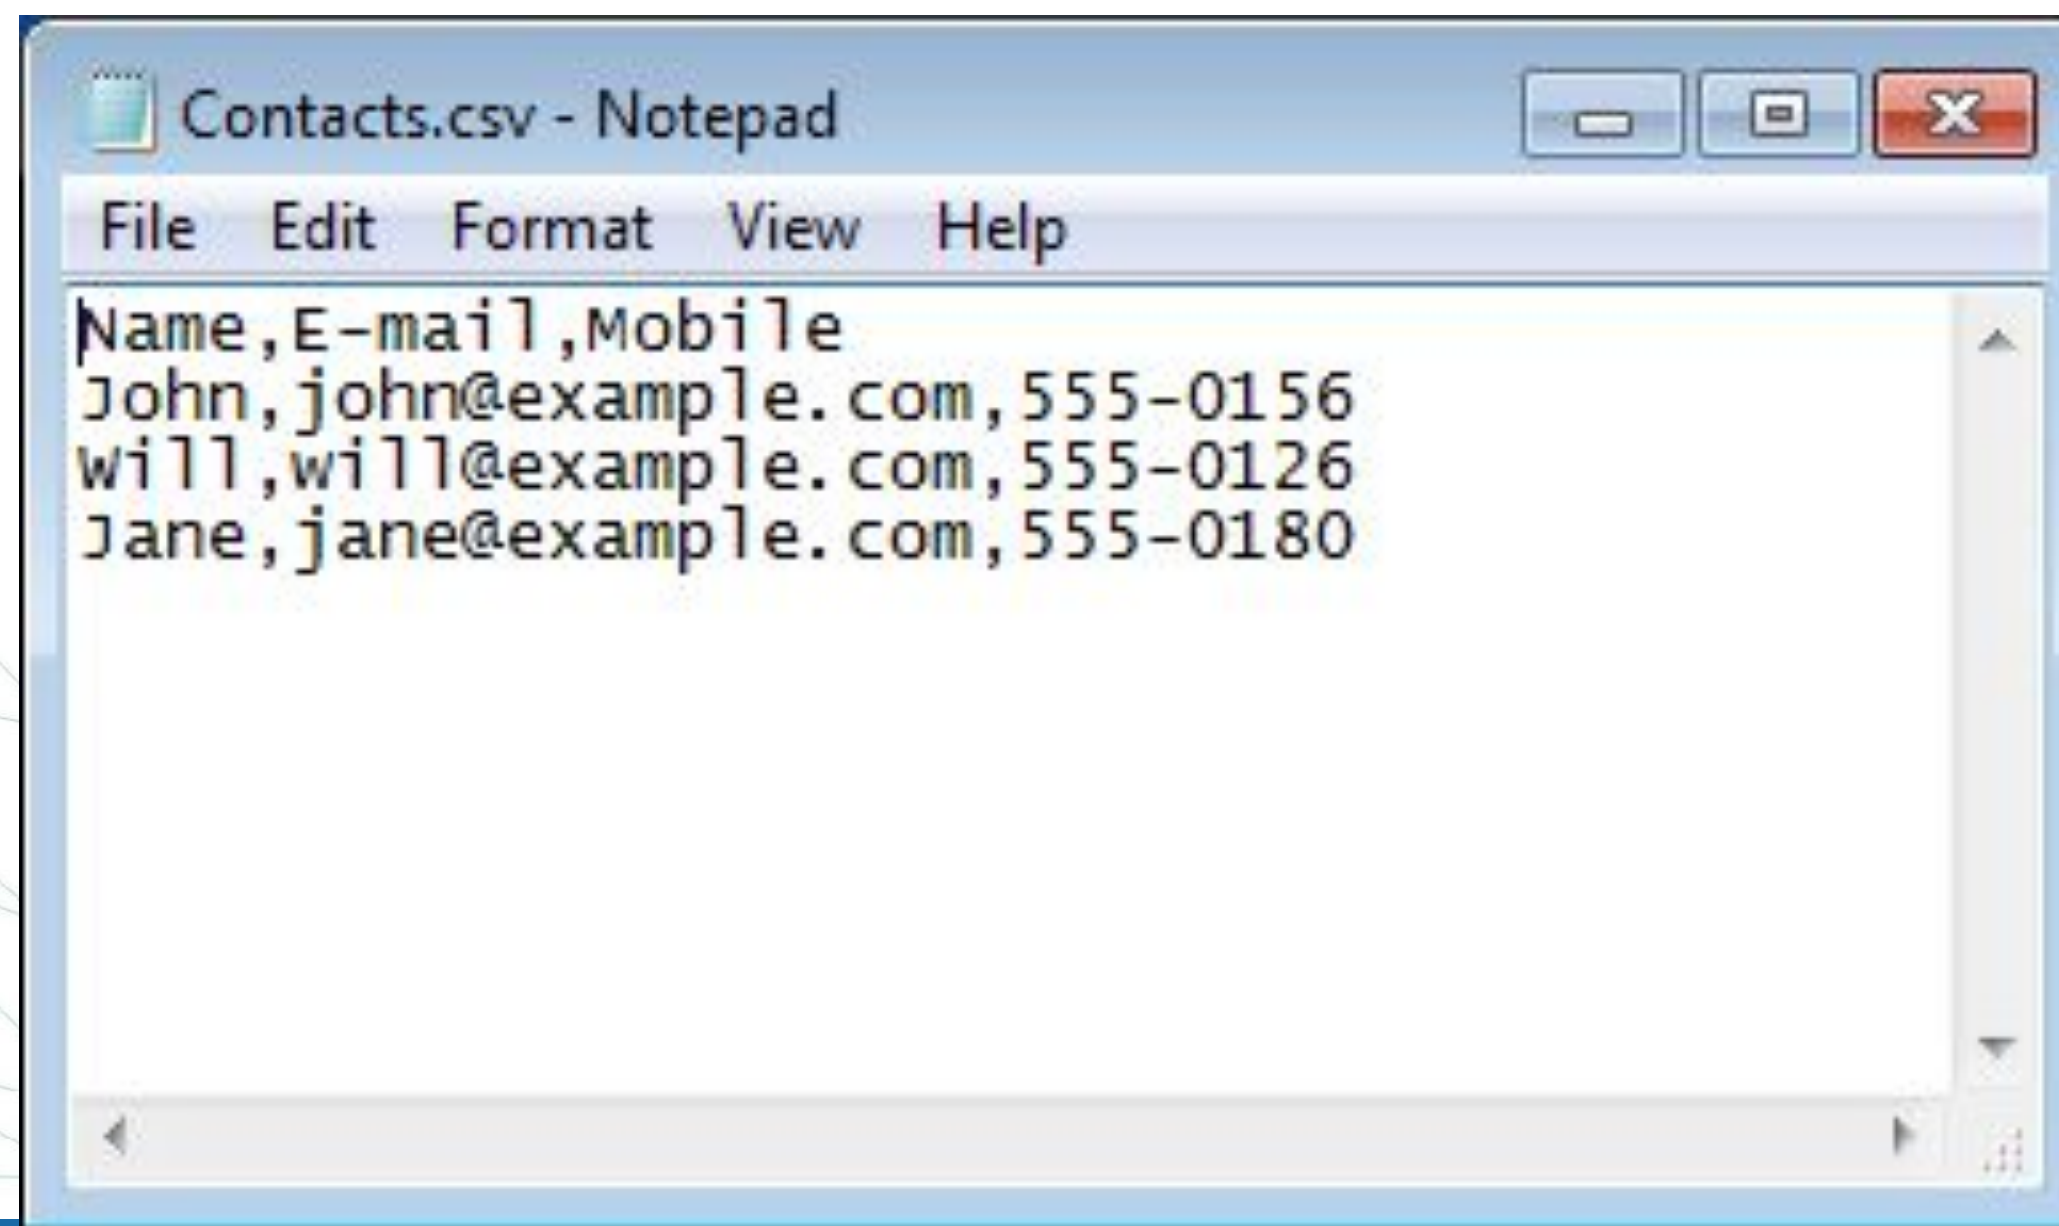 Contacts.csv - Notepad
File Edit Format View Help
Name,E-mail,Mobile
John,john@example.com,555-0156
Will,will@example.com,555-0126
Jane,jane@example.com,555-0180